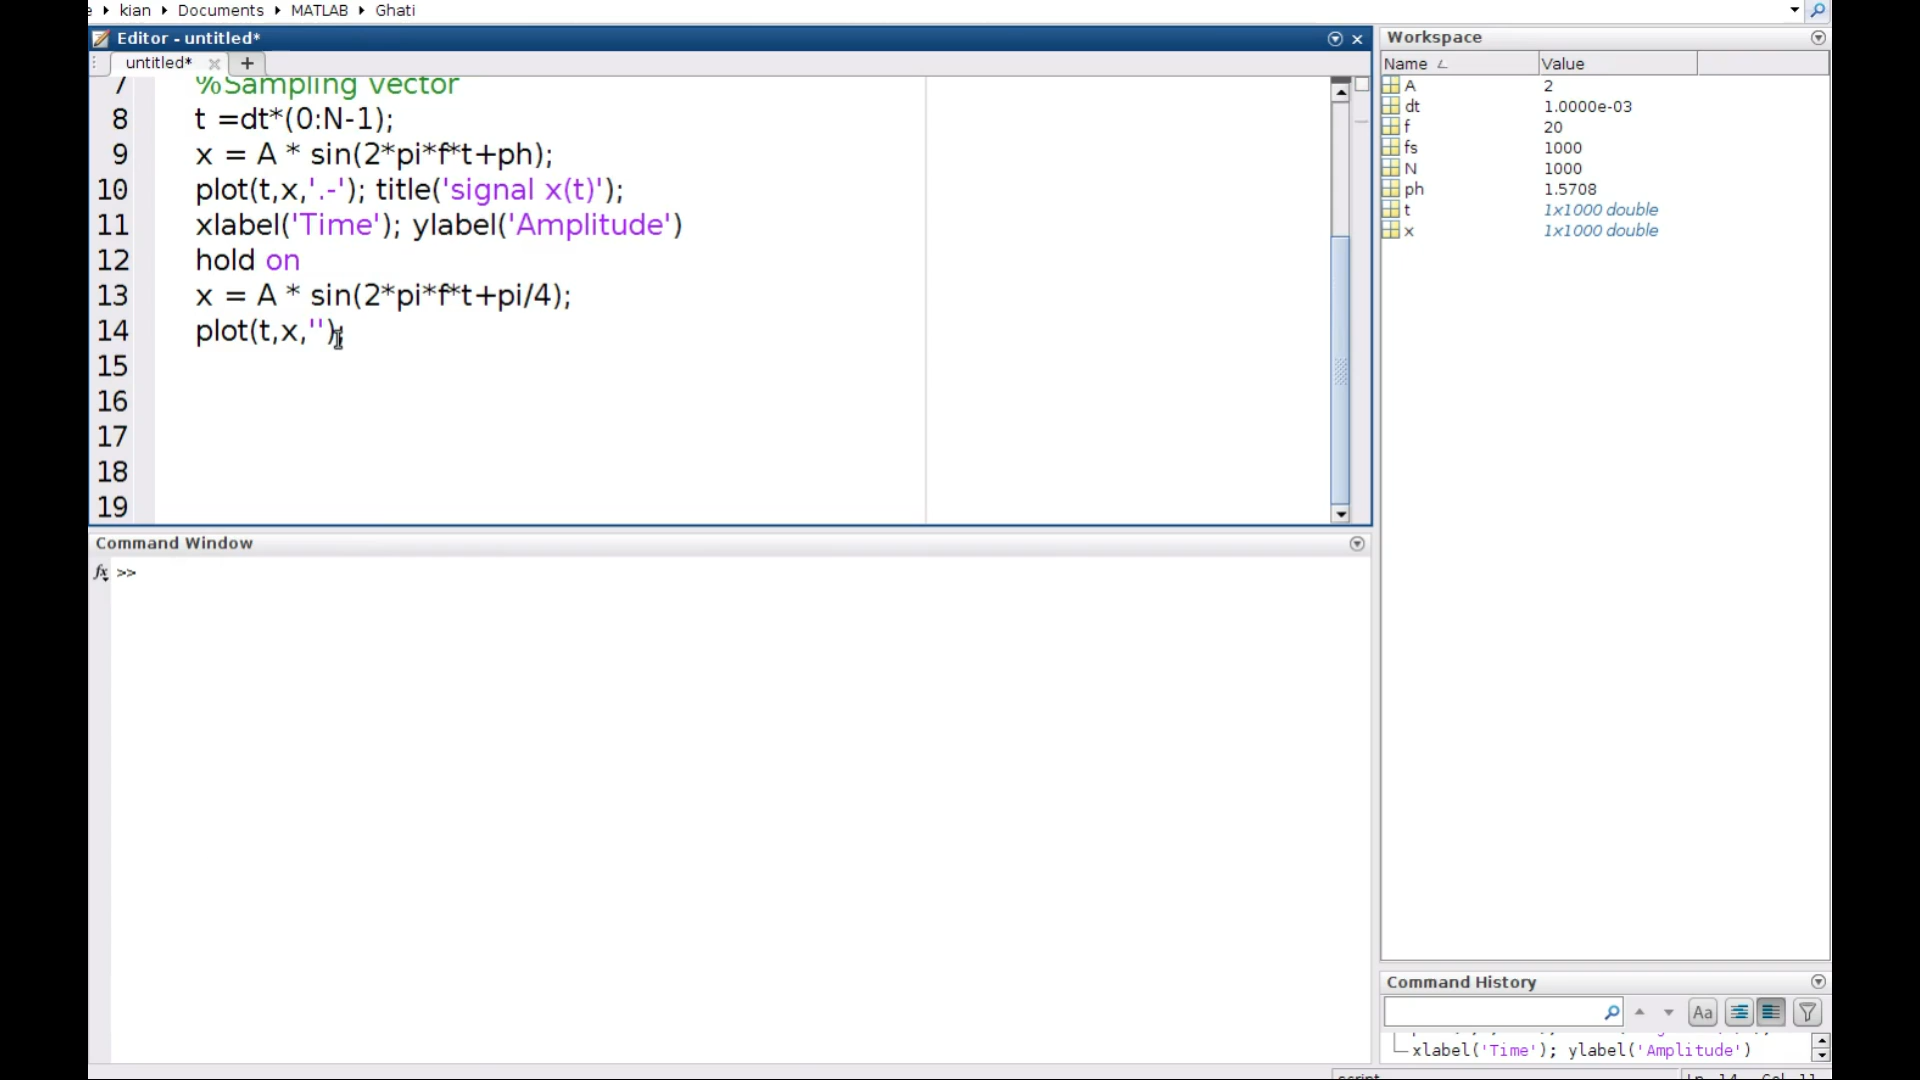 e ▸ kian ▸ Documents ▸ MATLAB ▸ Ghati
Editor - untitled*
untitled* × +
7 %Sampling vector
8 t =dt*(0:N-1);
9 x = A * sin(2*pi*f*t+ph);
10 plot(t,x,'.-'); title('signal x(t)');
11 xlabel('Time'); ylabel('Amplitude')
12 hold on
13 x = A * sin(2*pi*f*t+pi/4);
14 plot(t,x,'');
15
16
17
18
19
Command Window
fx >>
Workspace
Name Value
A 2
dt 1.0000e-03
f 20
fs 1000
N 1000
ph 1.5708
t 1x1000 double
x 1x1000 double
Command History
Aa
xlabel('Time'); ylabel('Amplitude')
script